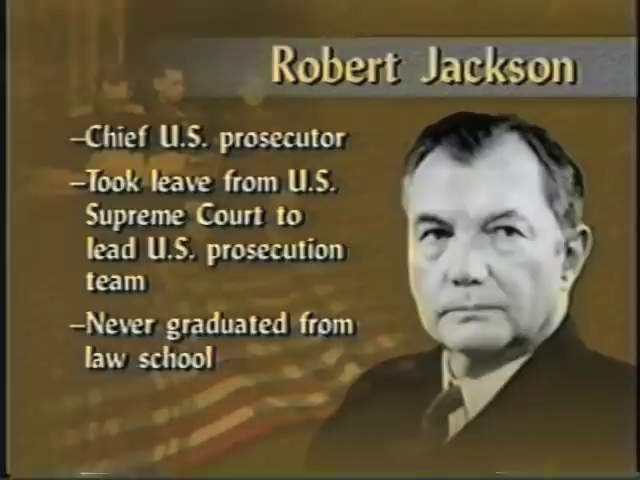 Robert Jackson
–Chief U.S. prosecutor
–Took leave from U.S.
Supreme Court to
lead U.S. prosecution
team
–Never graduated from
law school